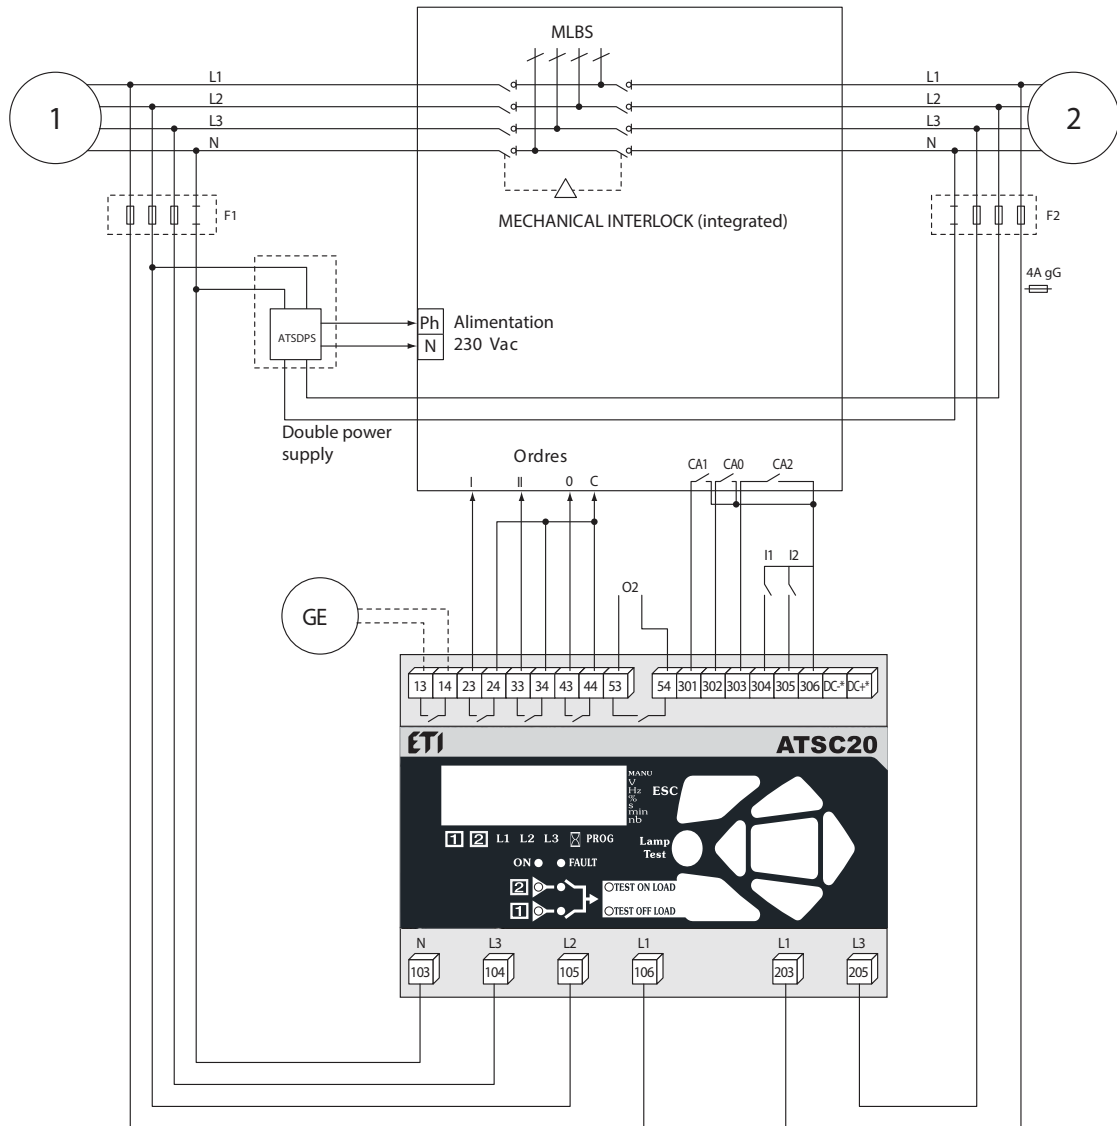 MLBS
L1
L1
L2
L2
1
2
L3
L3
N
N
F1
F2
MECHANICAL INTERLOCK (integrated)
4A gG
ATSDPS
Ph Alimentation
N 230 Vac
Double power
supply
Ordres
I II 0 C
CA1 CA0 CA2
I1 I2
O2
GE
13 14 23 24 33 34 43 44 53 54 301 302 303 304 305 306 DC-* DC+*
ETI ATSC20
MANU
V
Hz
%
s
min
nb
ESC
1 2 L1 L2 L3 PROG
Lamp
Test
ON FAULT
2 TEST ON LOAD
1 TEST OFF LOAD
N L3 L2 L1 L1 L3
103 104 105 106 203 205